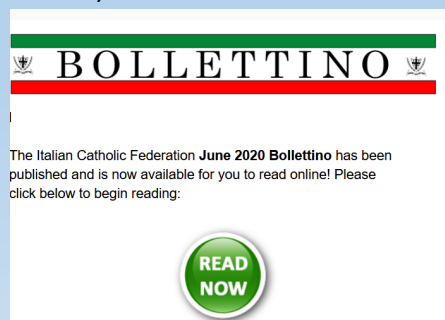 BOLLETTINO
The Italian Catholic Federation June 2020 Bollettino has been
published and is now available for you to read online! Please
click below to begin reading:
READ
NOW